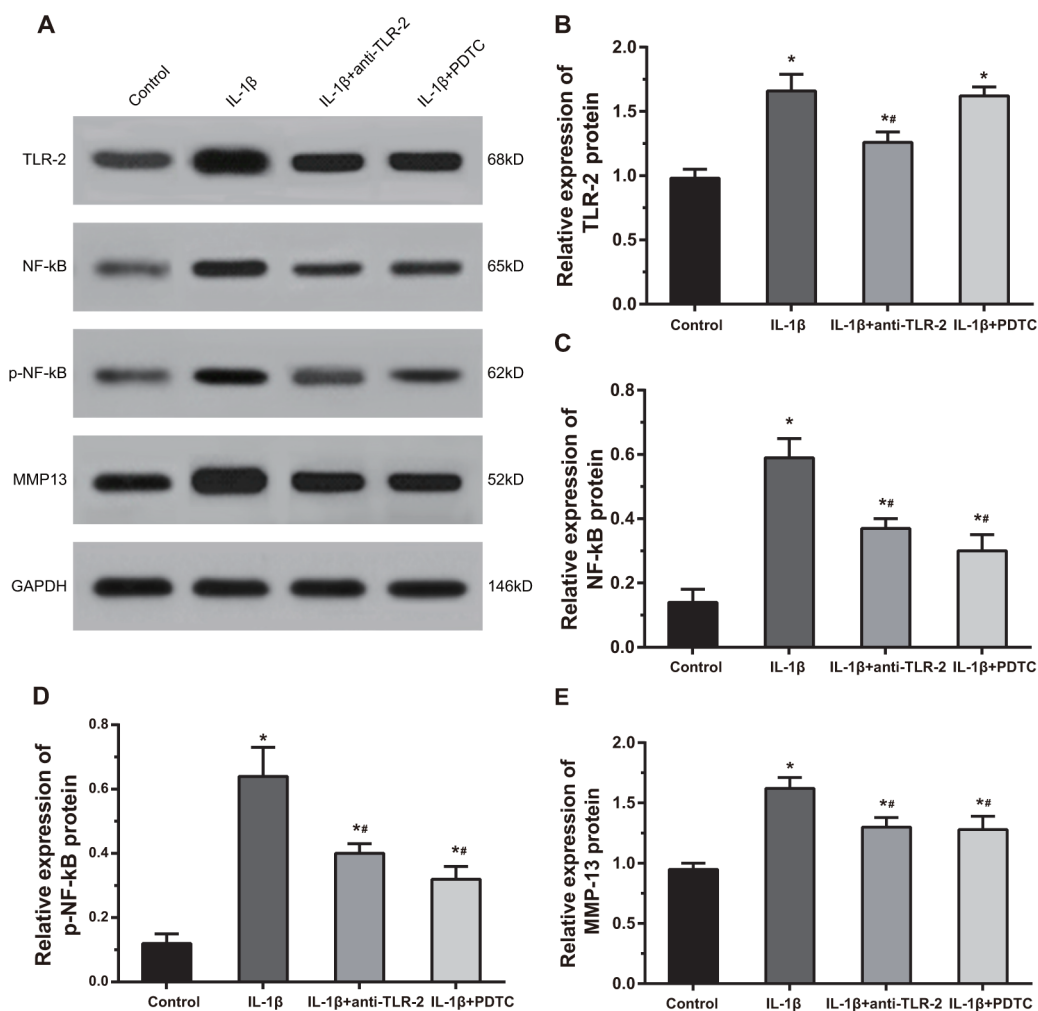 A
Control
IL-1β
IL-1β+anti-TLR-2
IL-1β+PDTC
TLR-2
68kD
NF-kB
65kD
p-NF-kB
62kD
MMP13
52kD
GAPDH
146kD
B
Relative expression of
TLR-2 protein
2.0
1.5
1.0
0.5
0.0
*
*#
*
Control
IL-1β
IL-1β+anti-TLR-2
IL-1β+PDTC
C
Relative expression of
NF-kB protein
0.8
0.6
0.4
0.2
0.0
*
*#
*#
Control
IL-1β
IL-1β+anti-TLR-2
IL-1β+PDTC
D
Relative expression of
p-NF-kB protein
0.8
0.6
0.4
0.2
0.0
*
*#
*#
Control
IL-1β
IL-1β+anti-TLR-2
IL-1β+PDTC
E
Relative expression of
MMP-13 protein
2.0
1.5
1.0
0.5
0.0
*
*#
*#
Control
IL-1β
IL-1β+anti-TLR-2
IL-1β+PDTC